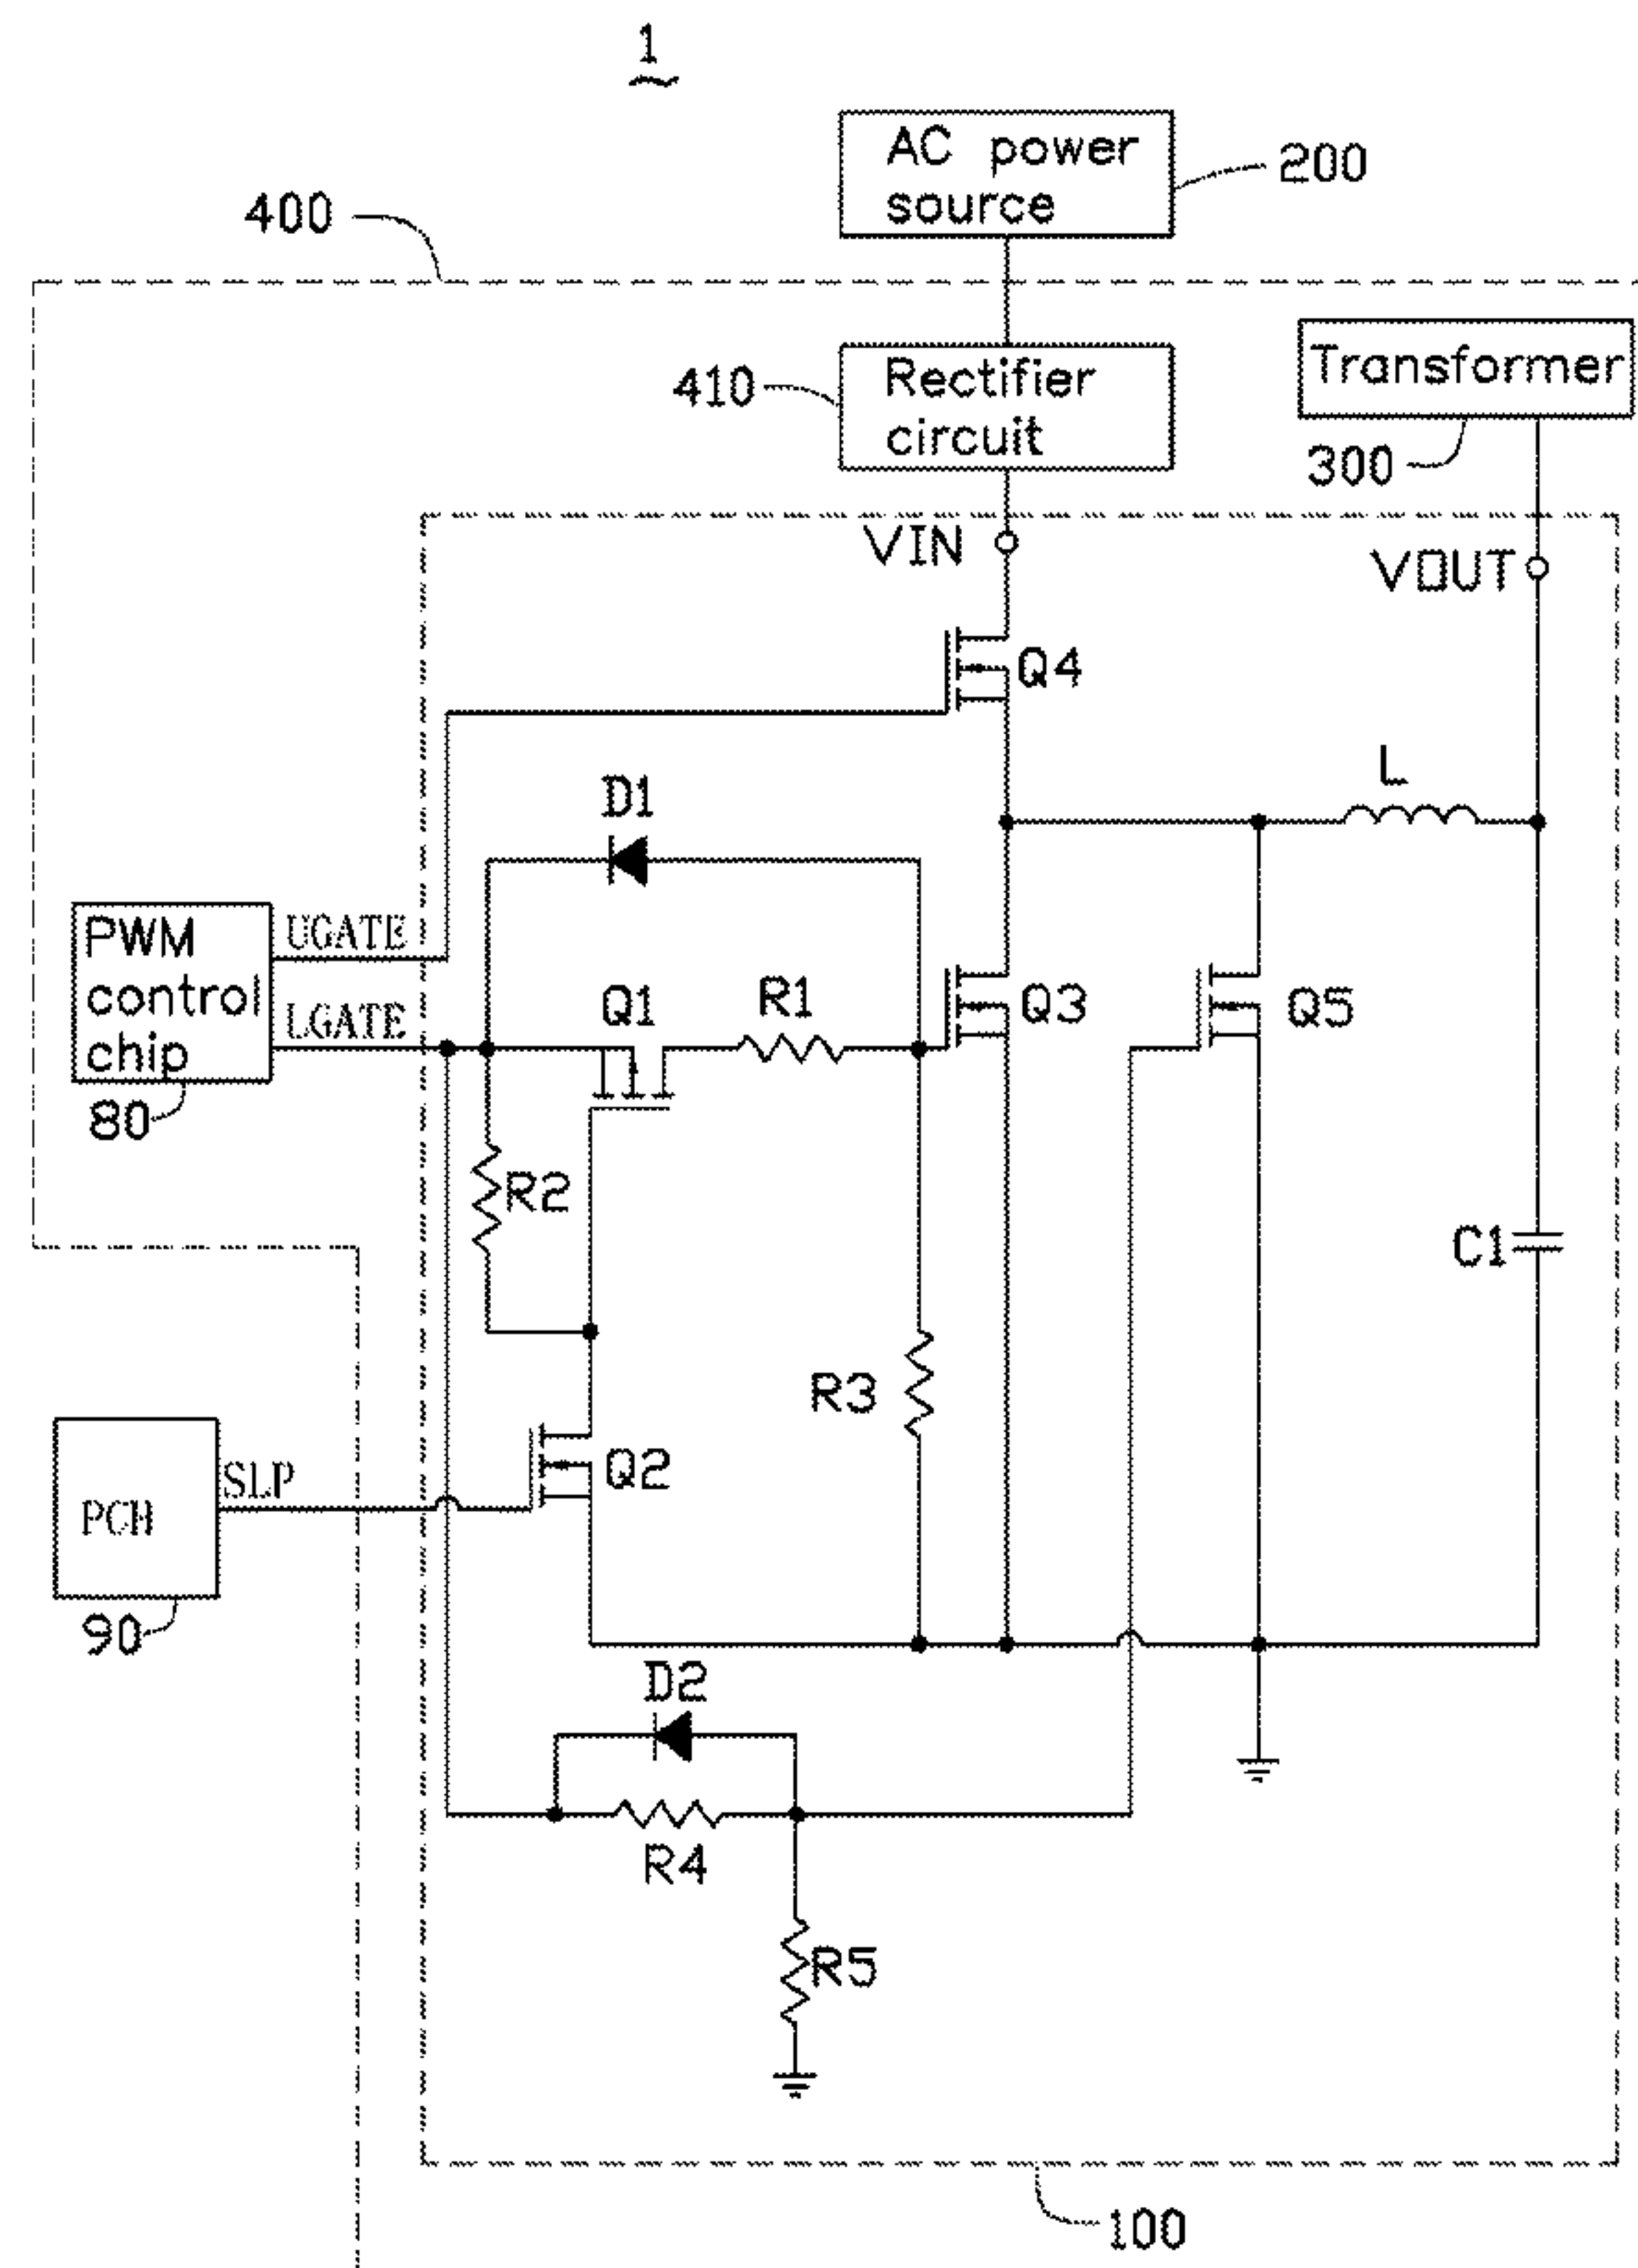 1
AC power
source
200
400
Rectifier
circuit
410
Transformer
300
VIN
VOUT
Q4
L
D1
PWM
control
chip
UGATE
LGATE
Q1
R1
Q3
Q5
80
R2
C1
R3
PCH
SLP
Q2
90
D2
R4
R5
100